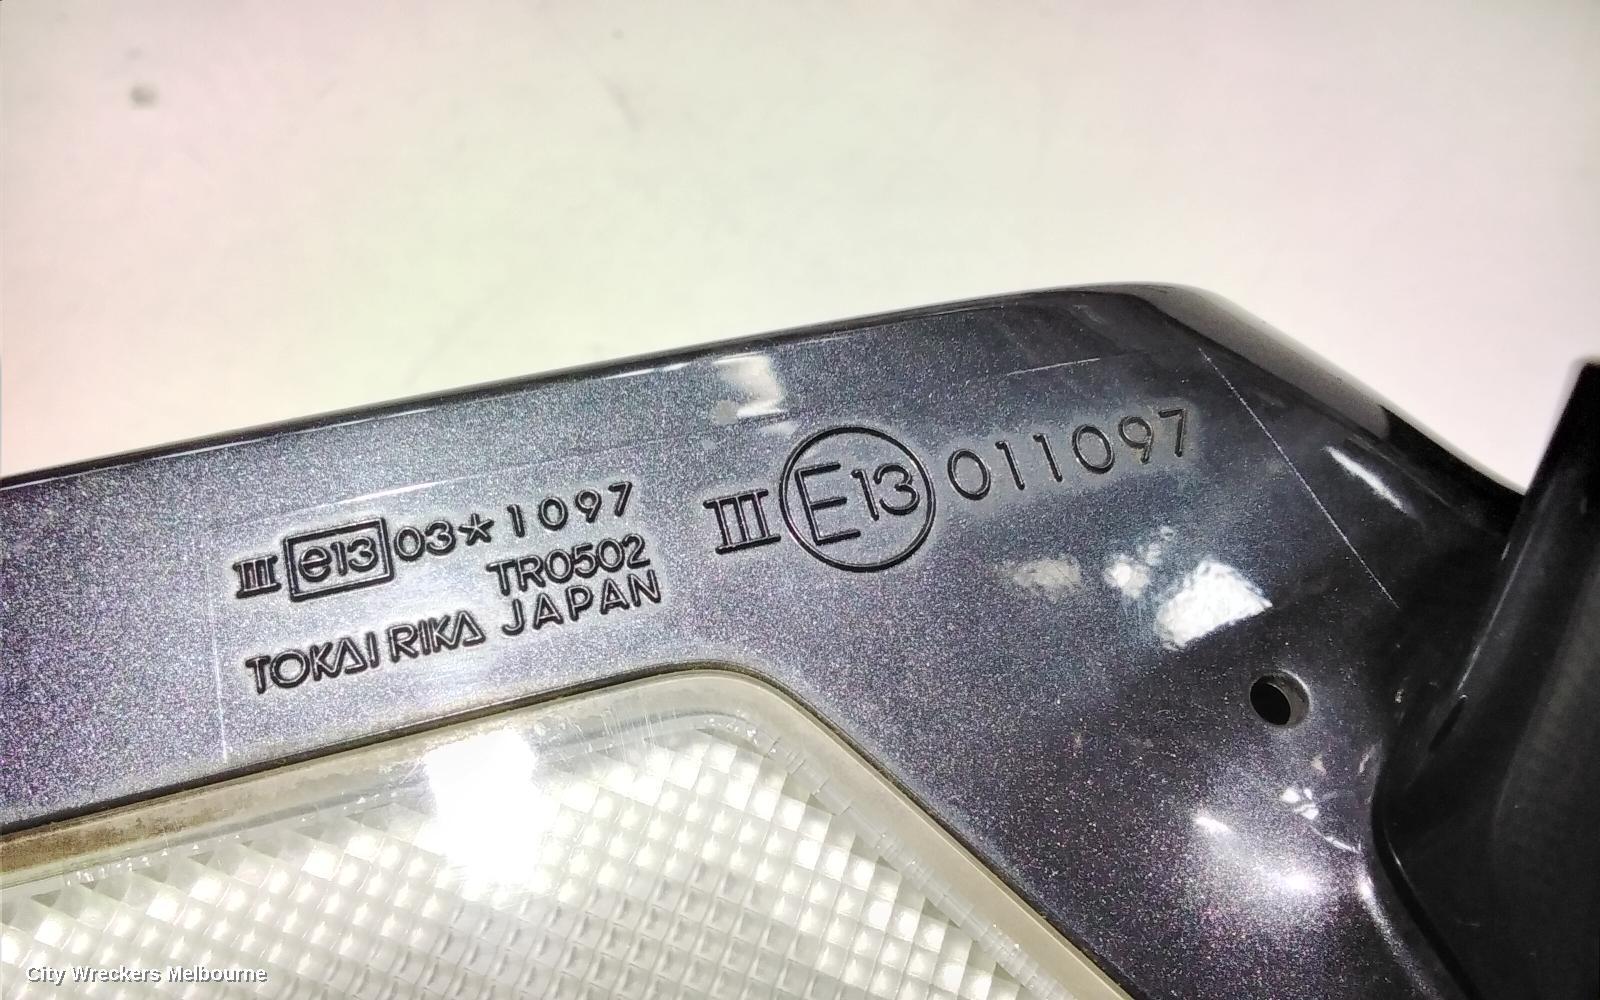 III e13 03*1097
TR0502
TOKAI RIKA JAPAN
III E13 011097
City Wreckers Melbourne